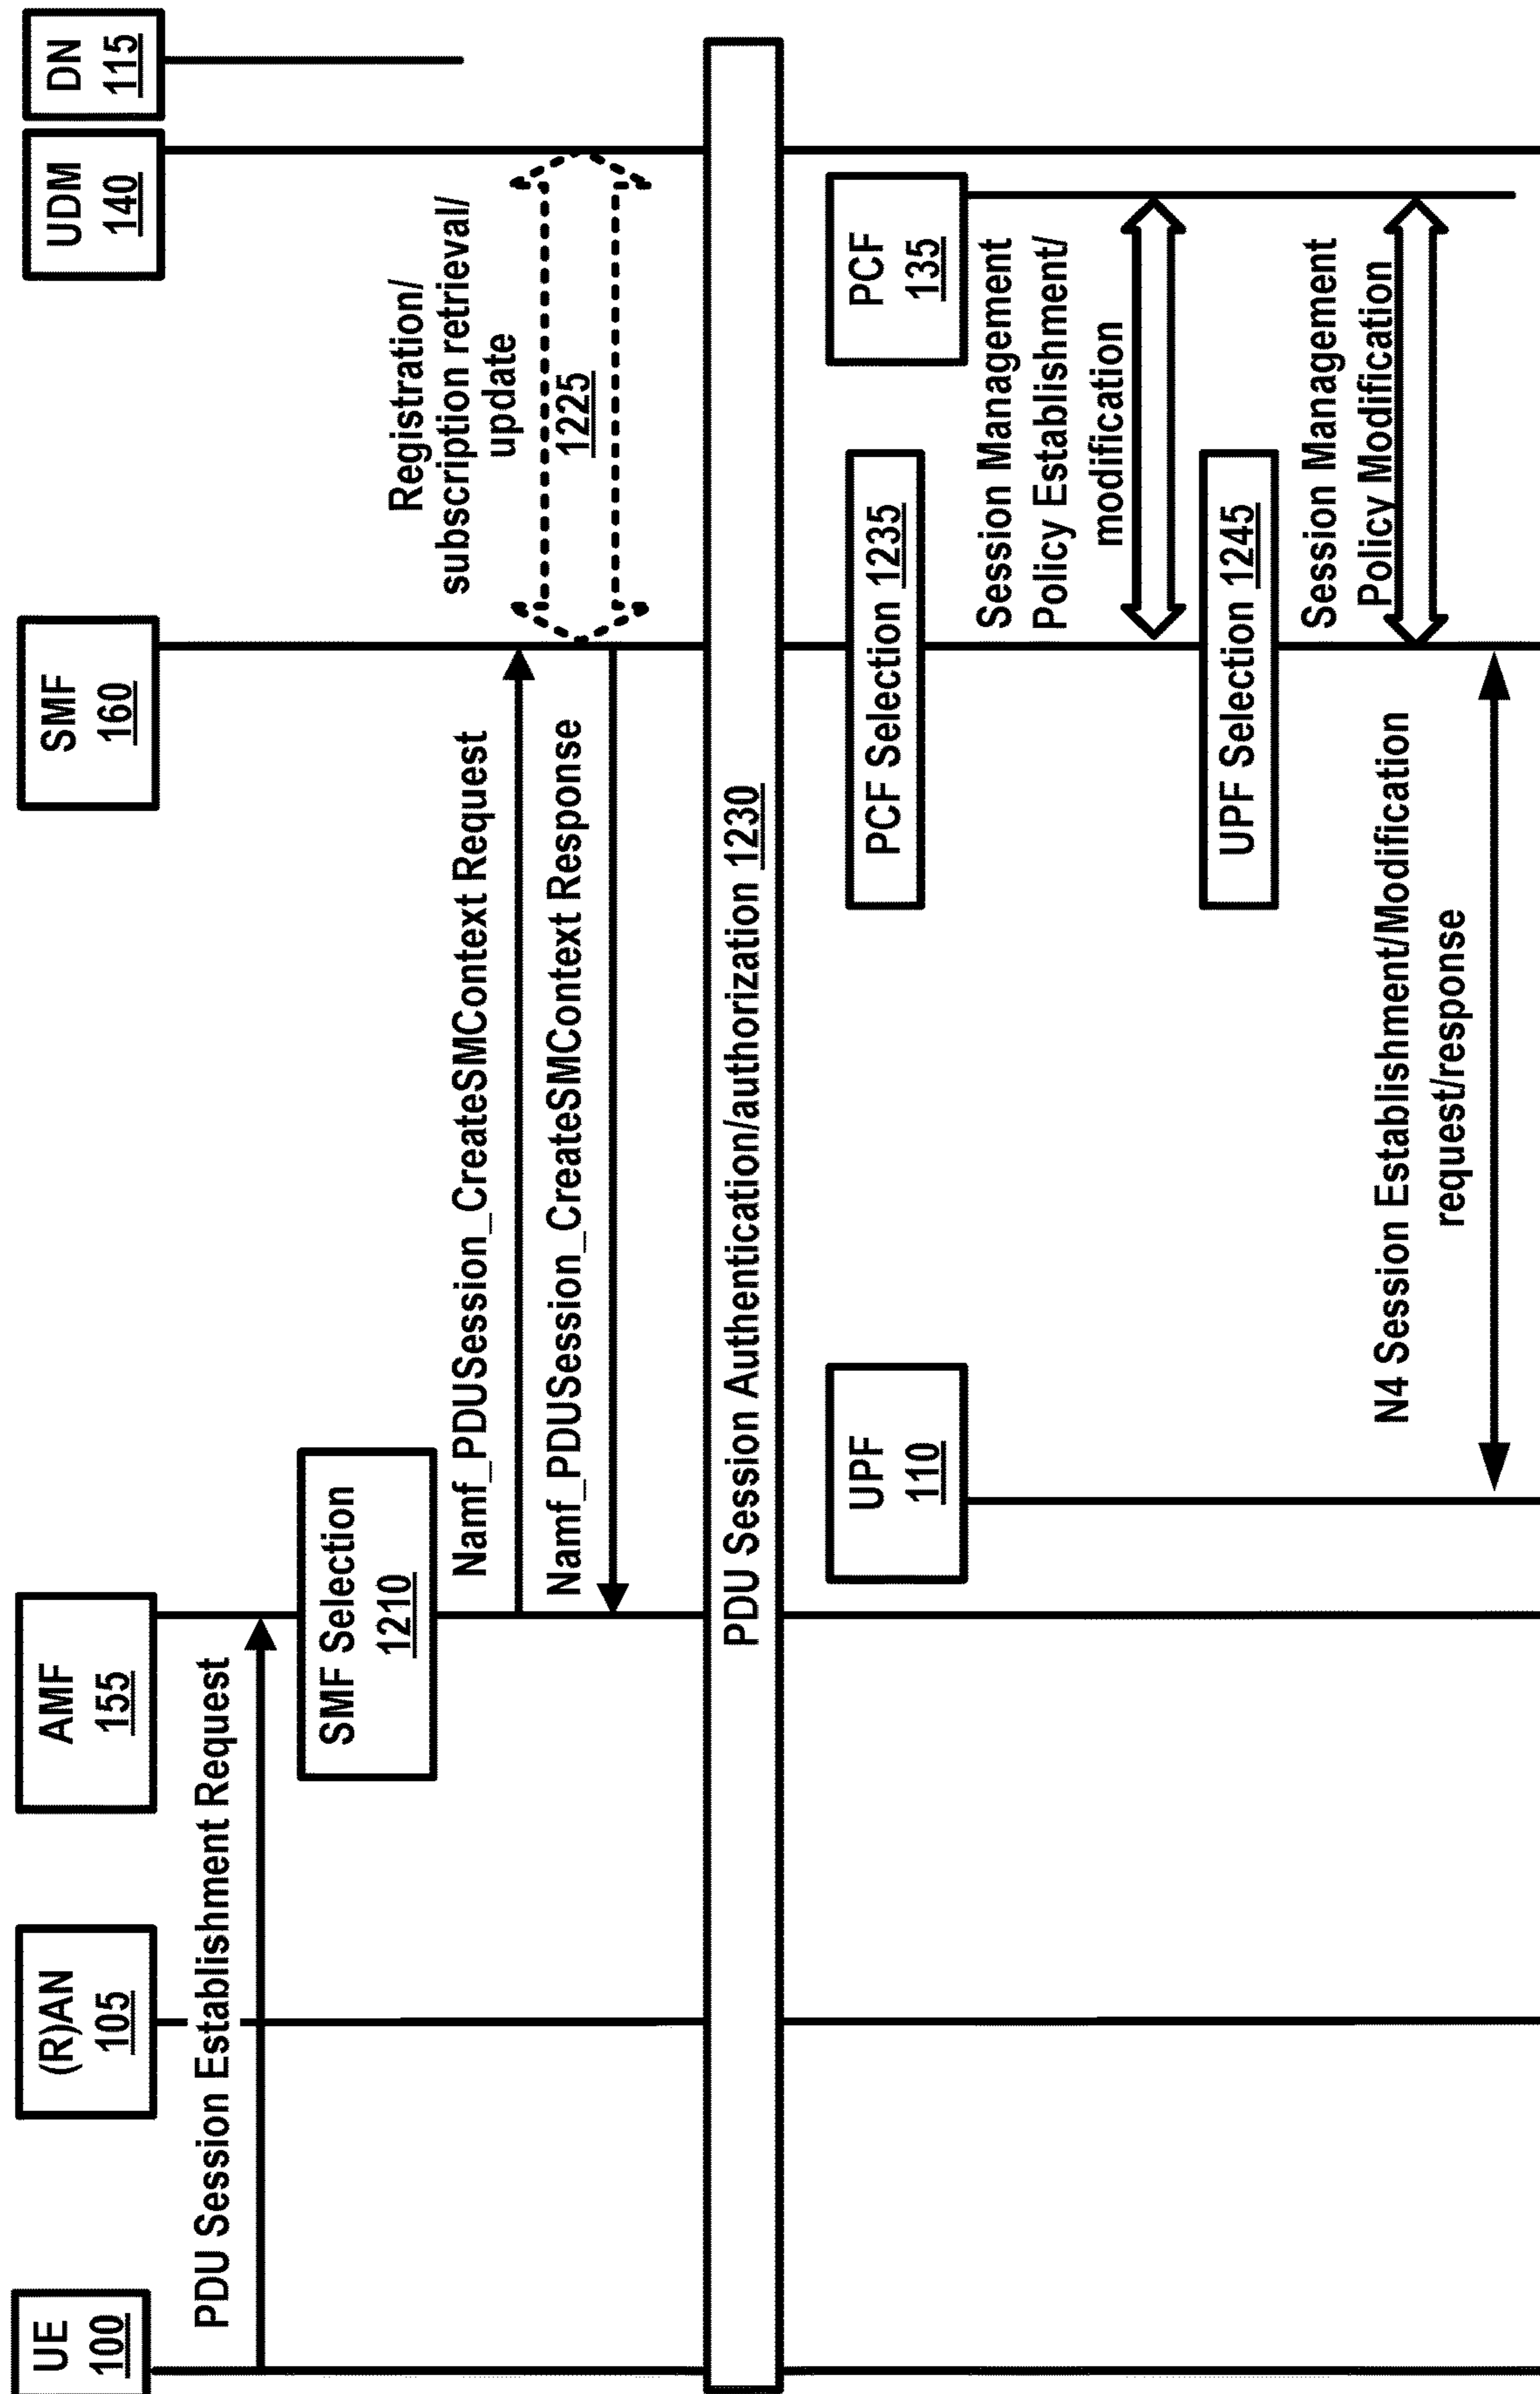 UE
100
(R)AN
105
AMF
155
SMF
160
UDM
140
DN
115
PDU Session Establishment Request
SMF Selection
1210
Namf_PDUSession_CreateSMContext Request
Namf_PDUSession_CreateSMContext Response
Registration/
subscription retrieval/
update
1225
PDU Session Authentication/authorization 1230
UPF
110
PCF
135
PCF Selection 1235
Session Management
Policy Establishment/
modification
UPF Selection 1245
Session Management
Policy Modification
N4 Session Establishment/Modification
request/response